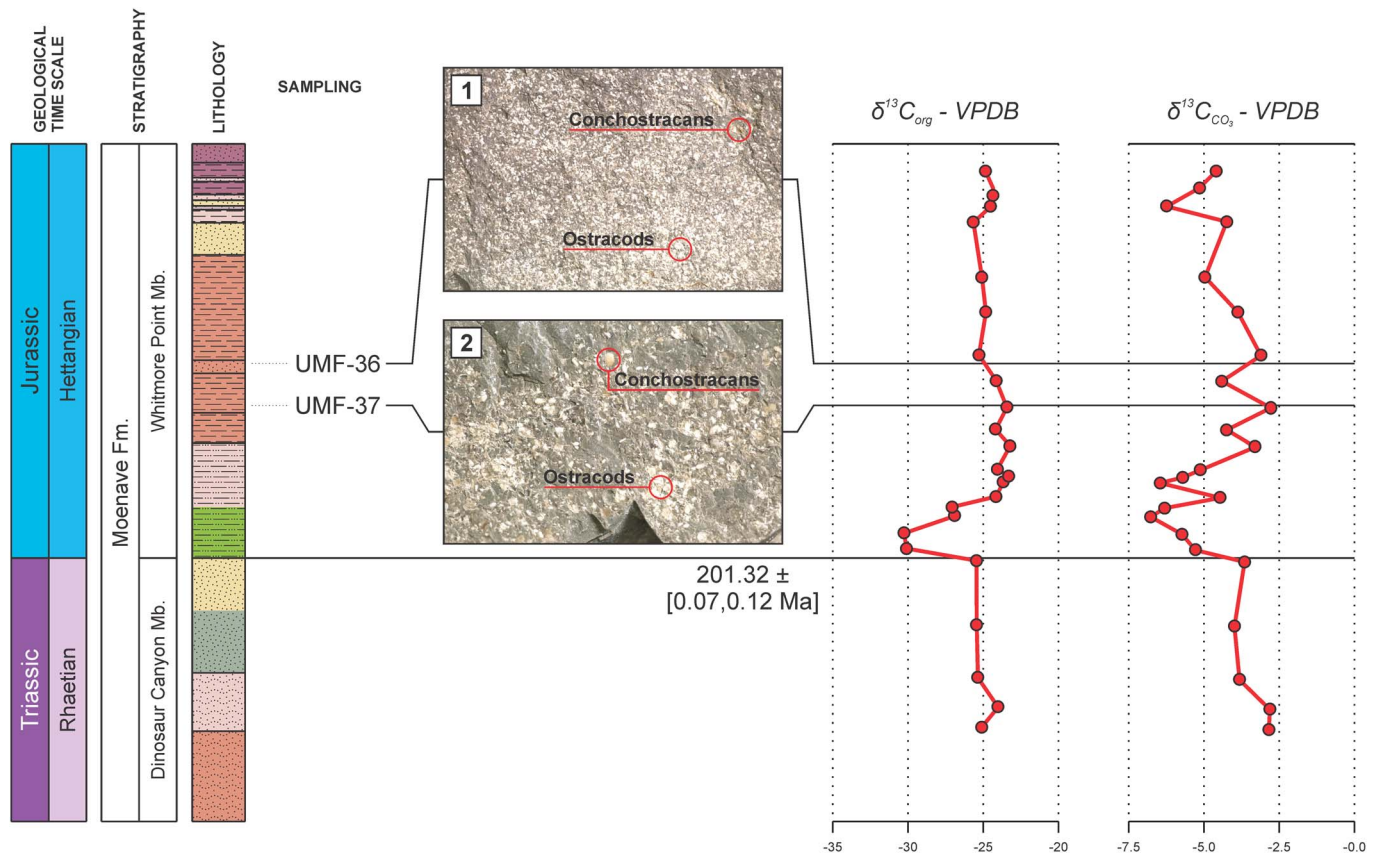 GEOLOGICAL
TIME SCALE
STRATIGRAPHY
LITHOLOGY
SAMPLING
Jurassic
Hettangian
Triassic
Rhaetian
Moenave Fm.
Whitmore Point Mb.
Dinosaur Canyon Mb.
UMF-36
UMF-37
1
Conchostracans
Ostracods
2
Conchostracans
Ostracods
201.32 ±
[0.07,0.12 Ma]
δ¹³C_org - VPDB
-35 -30 -25 -20
δ¹³C_CO₃ - VPDB
-7.5 -5.0 -2.5 -0.0